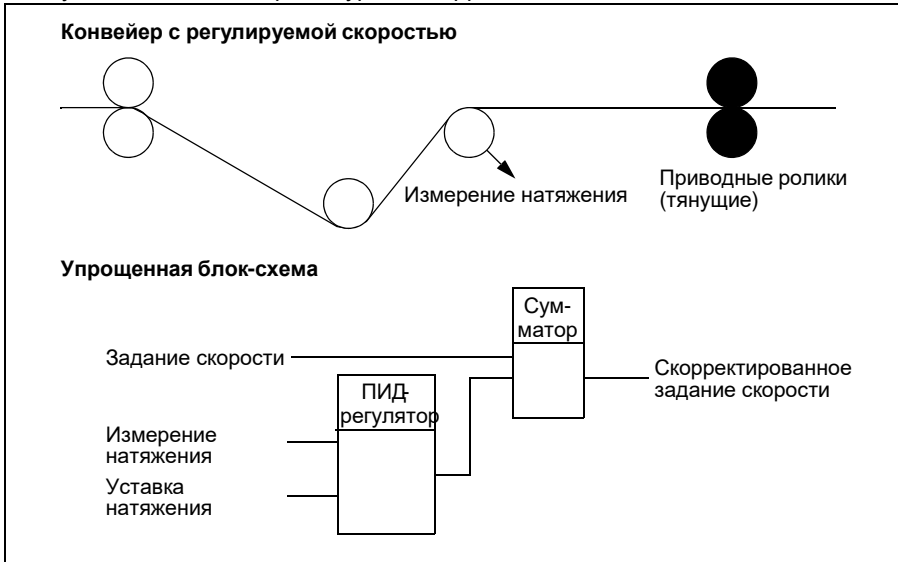 Конвейер с регулируемой скоростью
Измерение натяжения
Приводные ролики
(тянущие)
Упрощенная блок-схема
Сум-
матор
Задание скорости
Скорректированное
задание скорости
ПИД-
регулятор
Измерение
натяжения
Уставка
натяжения